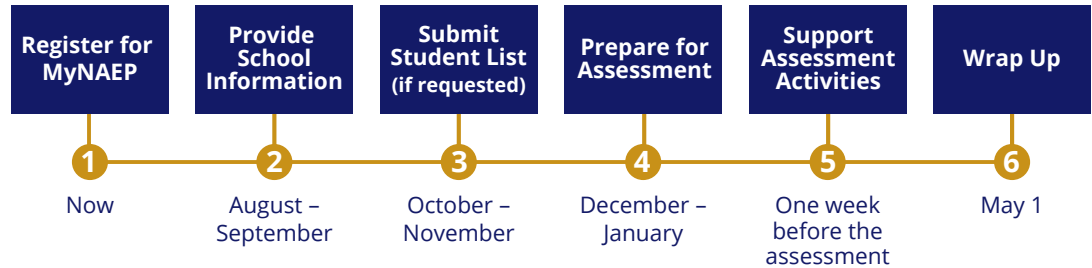 Register for
MyNAEP
Provide
School
Information
Submit
Student List
(if requested)
Prepare for
Assessment
Support
Assessment
Activities
Wrap Up
1
2
3
4
5
6
Now
August –
September
October –
November
December –
January
One week
before the
assessment
May 1